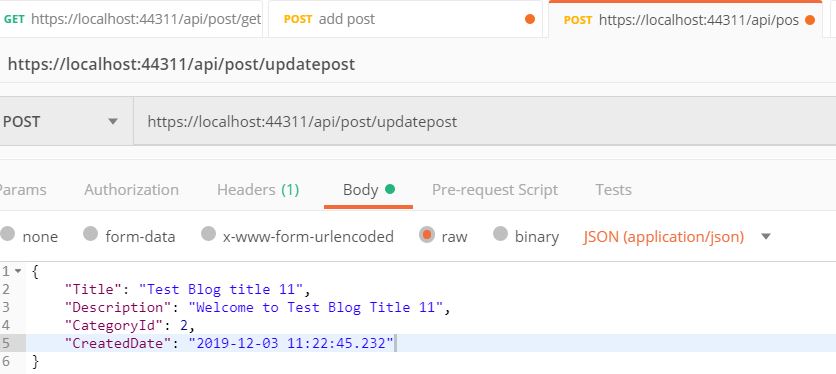 GET https://localhost:44311/api/post/get POST add post POST https://localhost:44311/api/pos
https://localhost:44311/api/post/updatepost
POST https://localhost:44311/api/post/updatepost
Params Authorization Headers (1) Body Pre-request Script Tests
none form-data x-www-form-urlencoded raw binary JSON (application/json)
1 {
2 "Title": "Test Blog title 11",
3 "Description": "Welcome to Test Blog Title 11",
4 "CategoryId": 2,
5 "CreatedDate": "2019-12-03 11:22:45.232"
6 }